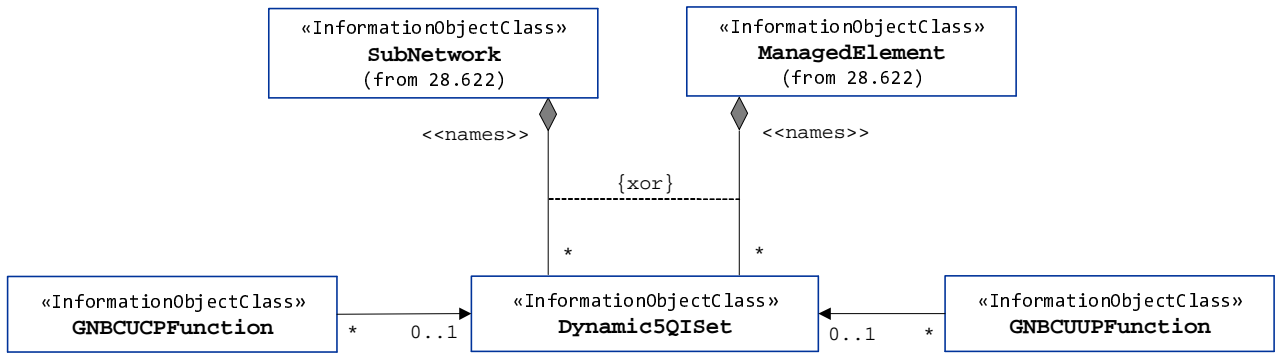 «InformationObjectClass»
SubNetwork
(from 28.622)
«InformationObjectClass»
ManagedElement
(from 28.622)
<<names>>
<<names>>
{xor}
*
*
«InformationObjectClass»
GNBCUCPFunction
*
0..1
«InformationObjectClass»
Dynamic5QISet
0..1
*
«InformationObjectClass»
GNBCUUPFunction